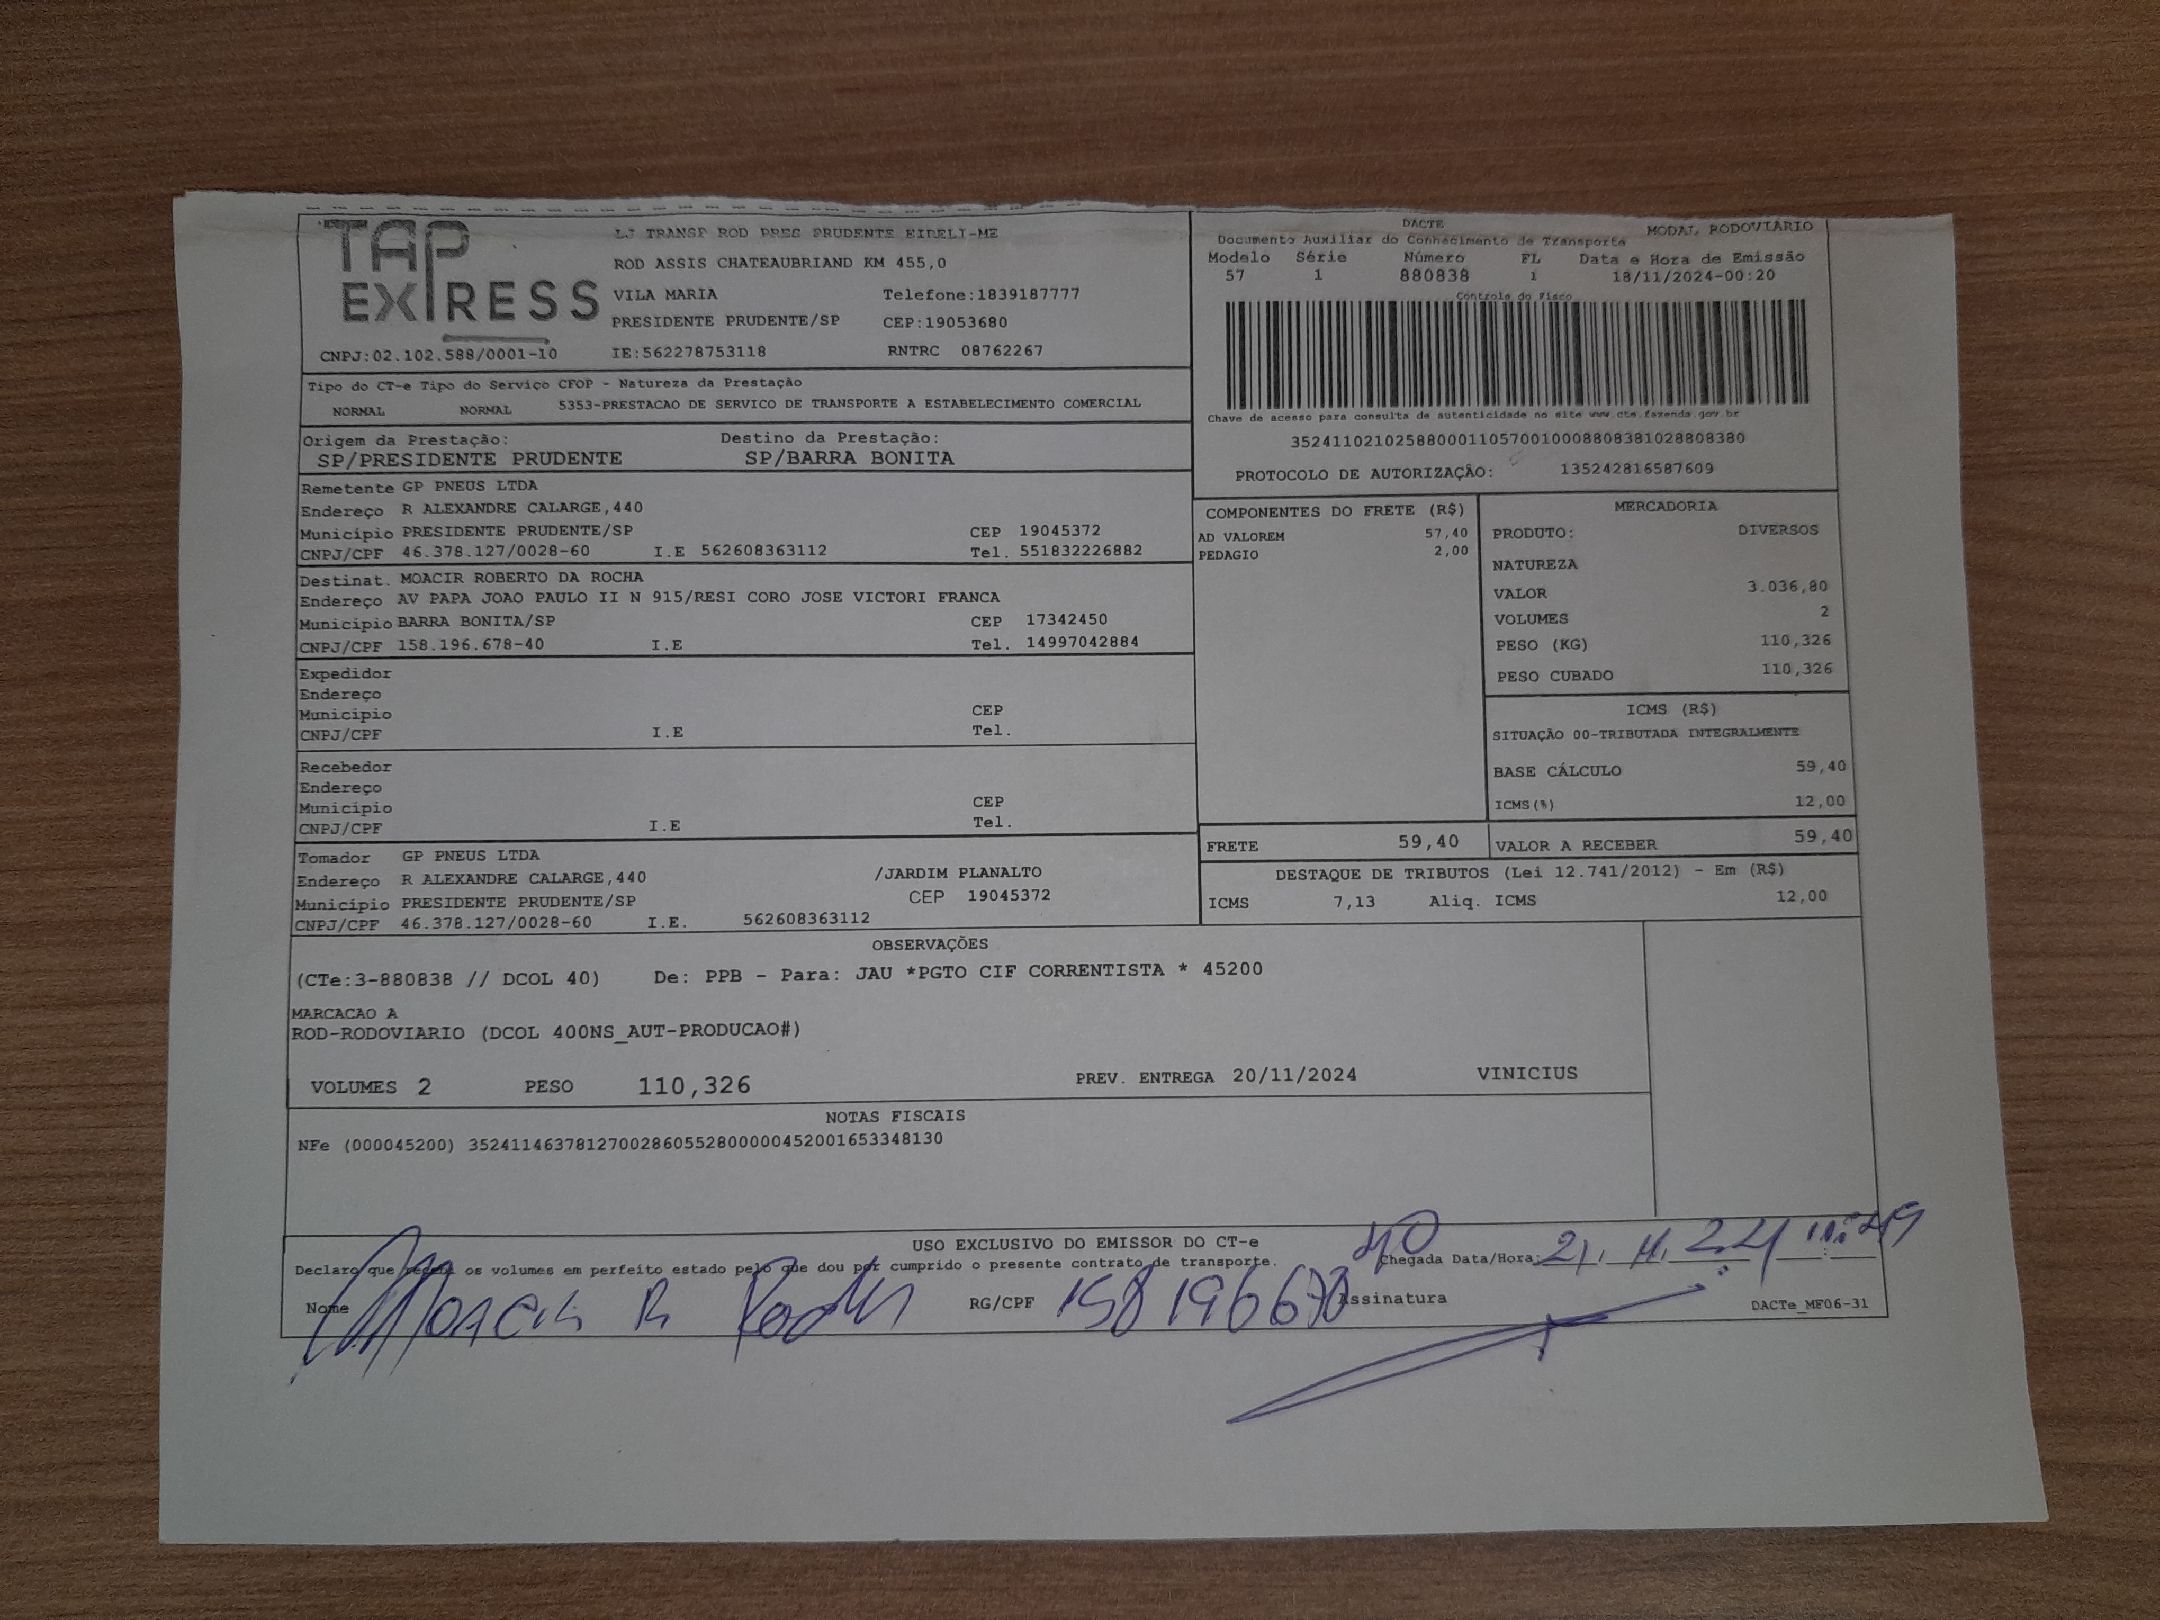 TAP EXPRESS
LJ TRANSP ROD PRES PRUDENTE EIRELI-ME
ROD ASSIS CHATEAUBRIAND KM 455,0
VILA MARIA Telefone:1839187777
PRESIDENTE PRUDENTE/SP CEP:19053680
CNPJ:02.102.588/0001-10 IE:562278753118 RNTRC 08762267
DACTE MODAL RODOVIARIO
Documento Auxiliar do Conhecimento de Transporte
Modelo Série Número FL Data e Hora de Emissão
57 1 880838 1 18/11/2024-00:20
Controle do Fisco
Chave de acesso para consulta de autenticidade no site www.cte.fazenda.gov.br
35241102102588000110570010008808381028808380
PROTOCOLO DE AUTORIZAÇÃO: 135242816587609
Tipo do CT-e Tipo do Serviço CFOP - Natureza da Prestação
NORMAL NORMAL 5353-PRESTACAO DE SERVICO DE TRANSPORTE A ESTABELECIMENTO COMERCIAL
Origem da Prestação: Destino da Prestação:
SP/PRESIDENTE PRUDENTE SP/BARRA BONITA
Remetente GP PNEUS LTDA
Endereço R ALEXANDRE CALARGE,440
Município PRESIDENTE PRUDENTE/SP CEP 19045372
CNPJ/CPF 46.378.127/0028-60 I.E 562608363112 Tel. 551832226882
Destinat. MOACIR ROBERTO DA ROCHA
Endereço AV PAPA JOAO PAULO II N 915/RESI CORO JOSE VICTORI FRANCA
Município BARRA BONITA/SP CEP 17342450
CNPJ/CPF 158.196.678-40 I.E Tel. 14997042884
Expedidor
Endereço
Município CEP
CNPJ/CPF I.E Tel.
Recebedor
Endereço
Município CEP
CNPJ/CPF I.E Tel.
Tomador GP PNEUS LTDA
Endereço R ALEXANDRE CALARGE,440 /JARDIM PLANALTO
Município PRESIDENTE PRUDENTE/SP CEP 19045372
CNPJ/CPF 46.378.127/0028-60 I.E. 562608363112
COMPONENTES DO FRETE (R$)
AD VALOREM 57,40
PEDAGIO 2,00
MERCADORIA
PRODUTO: DIVERSOS
NATUREZA
VALOR 3.036,80
VOLUMES 2
PESO (KG) 110,326
PESO CUBADO 110,326
ICMS (R$)
SITUAÇÃO 00-TRIBUTADA INTEGRALMENTE
BASE CÁLCULO 59,40
ICMS(%) 12,00
FRETE 59,40 VALOR A RECEBER 59,40
DESTAQUE DE TRIBUTOS (Lei 12.741/2012) - Em (R$)
ICMS 7,13 Aliq. ICMS 12,00
OBSERVAÇÕES
(CTe:3-880838 // DCOL 40) De: PPB - Para: JAU *PGTO CIF CORRENTISTA * 45200
MARCACAO A
ROD-RODOVIARIO (DCOL 400NS_AUT-PRODUCAO#)
VOLUMES 2 PESO 110,326 PREV. ENTREGA 20/11/2024 VINICIUS
NOTAS FISCAIS
NFe (000045200) 35241146378127002860552800000452001653348130
USO EXCLUSIVO DO EMISSOR DO CT-e
Declaro que recebi os volumes em perfeito estado pelo que dou por cumprido o presente contrato de transporte. Chegada Data/Hora: 21.11.24
Nome Moacir R Rocha RG/CPF 158196678 40 Assinatura DACTe_MF06-31